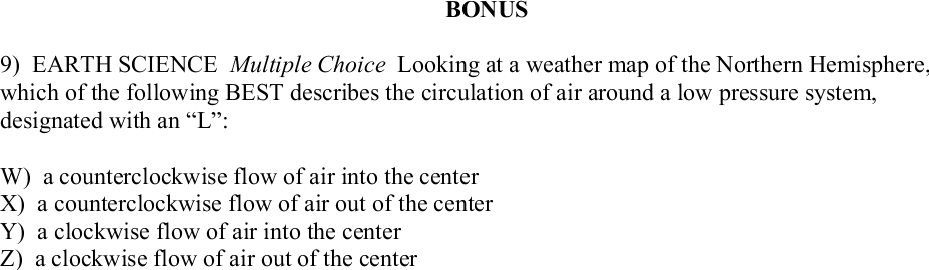 BONUS
9) EARTH SCIENCE Multiple Choice Looking at a weather map of the Northern Hemisphere,
which of the following BEST describes the circulation of air around a low pressure system,
designated with an “L”:
W) a counterclockwise flow of air into the center
X) a counterclockwise flow of air out of the center
Y) a clockwise flow of air into the center
Z) a clockwise flow of air out of the center